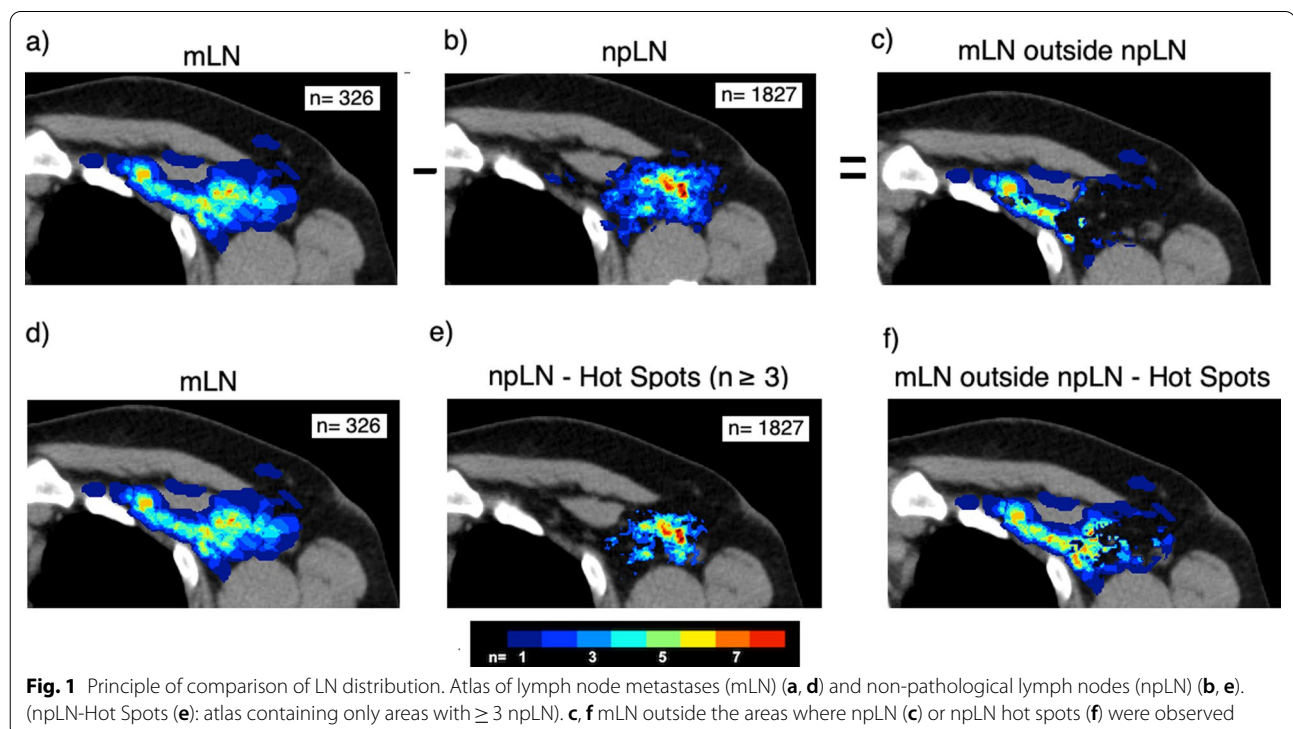 a)
mLN
n= 326
-
b)
npLN
n= 1827
=
c)
mLN outside npLN
d)
mLN
n= 326
e)
npLN - Hot Spots (n ≥ 3)
n= 1827
f)
mLN outside npLN - Hot Spots
n= 1 3 5 7
Fig. 1 Principle of comparison of LN distribution. Atlas of lymph node metastases (mLN) (a, d) and non-pathological lymph nodes (npLN) (b, e).
(npLN-Hot Spots (e): atlas containing only areas with ≥ 3 npLN). c, f mLN outside the areas where npLN (c) or npLN hot spots (f) were observed